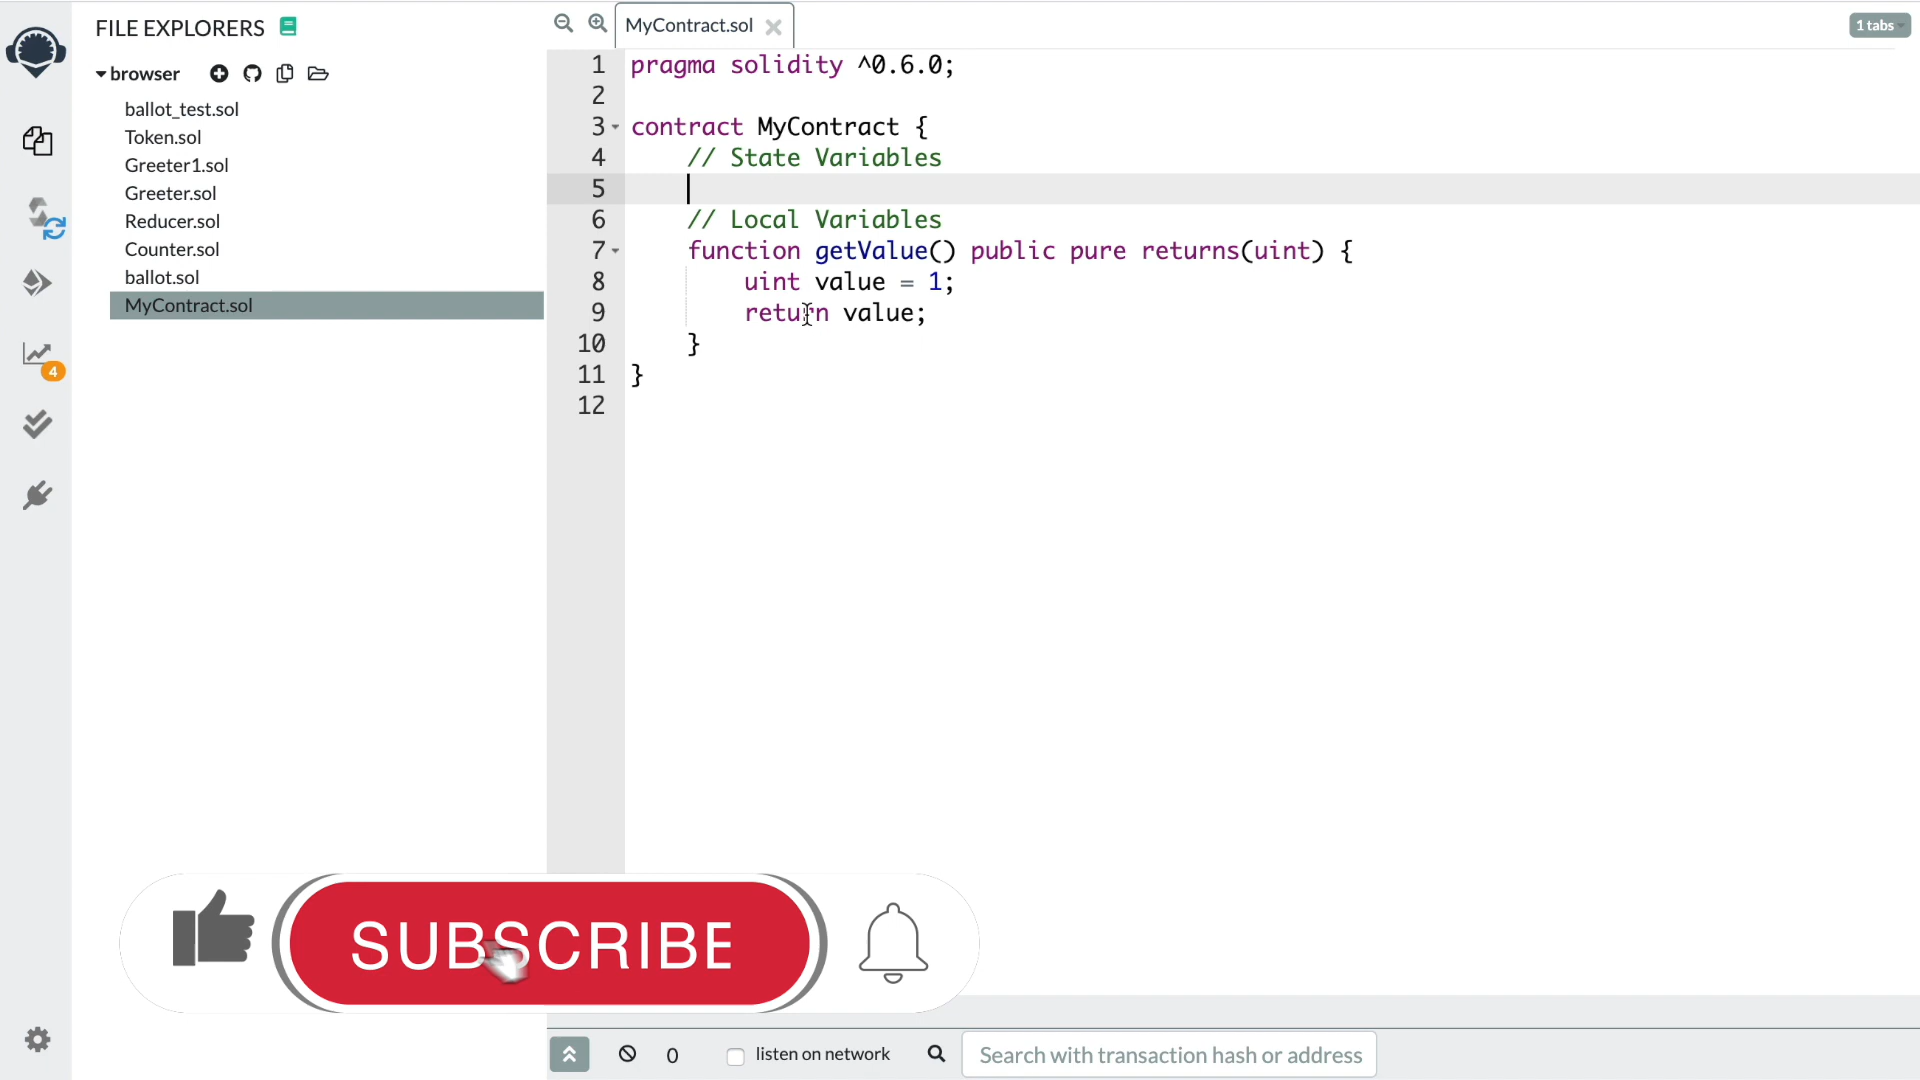 FILE EXPLORERS
browser
ballot_test.sol
Token.sol
Greeter1.sol
Greeter.sol
Reducer.sol
Counter.sol
ballot.sol
MyContract.sol
4
MyContract.sol
1 tabs
1 pragma solidity ^0.6.0;
2
3 contract MyContract {
4 // State Variables
5
6 // Local Variables
7 function getValue() public pure returns(uint) {
8 uint value = 1;
9 return value;
10 }
11 }
12
SUBSCRIBE
0 listen on network Search with transaction hash or address